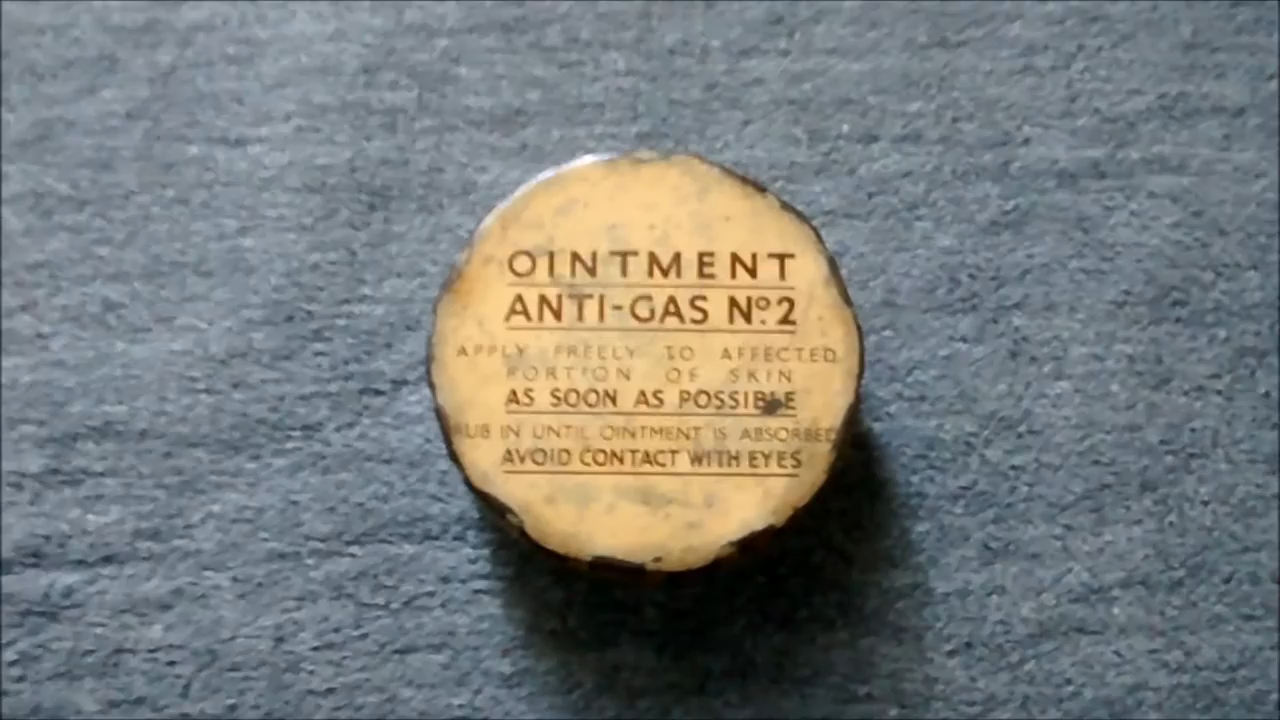 OINTMENT
ANTI-GAS Nº 2
APPLY FREELY TO AFFECTED
PORTION OF SKIN
AS SOON AS POSSIBLE
RUB IN UNTIL OINTMENT IS ABSORBED
AVOID CONTACT WITH EYES